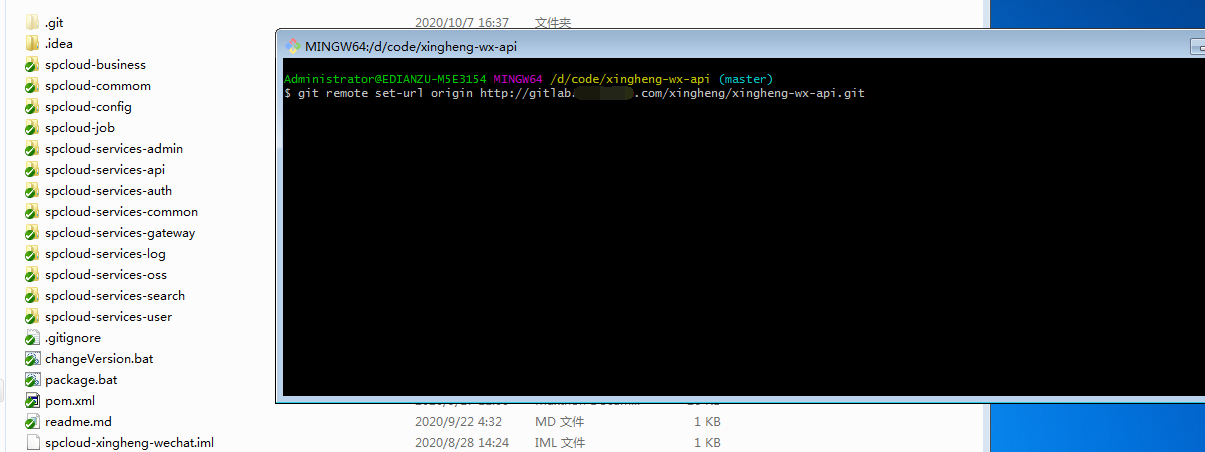 .git 2020/10/7 16:37 文件夹
.idea
MINGW64:/d/code/xingheng-wx-api
spcloud-business
spcloud-commom
Administrator@EDIANZU-M5E3154 MINGW64 /d/code/xingheng-wx-api (master)
$ git remote set-url origin http://gitlab. .com/xingheng/xingheng-wx-api.git
spcloud-config
spcloud-job
spcloud-services-admin
spcloud-services-api
spcloud-services-auth
spcloud-services-common
spcloud-services-gateway
spcloud-services-log
spcloud-services-oss
spcloud-services-search
spcloud-services-user
.gitignore
changeVersion.bat
package.bat
pom.xml
readme.md 2020/9/22 4:32 MD 文件 1 KB
spcloud-xingheng-wechat.iml 2020/8/28 14:24 IML 文件 1 KB